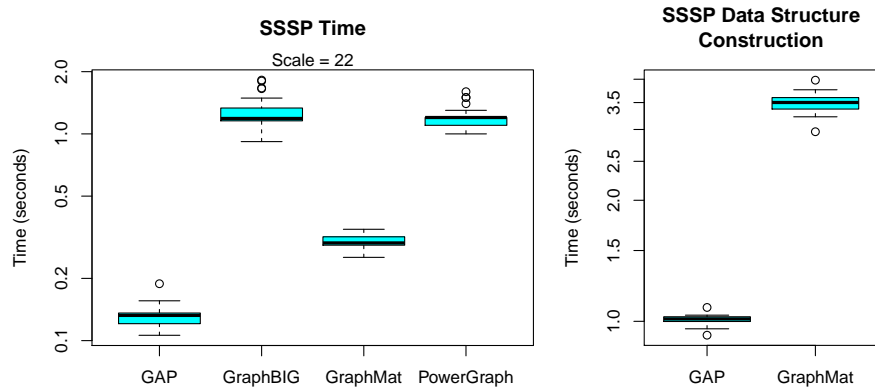 SSSP Time
Scale = 22
Time (seconds)
2.0
1.0
0.5
0.2
0.1
GAP GraphBIG GraphMat PowerGraph
SSSP Data Structure
Construction
Time (seconds)
3.5
2.5
2.0
1.5
1.0
GAP GraphMat